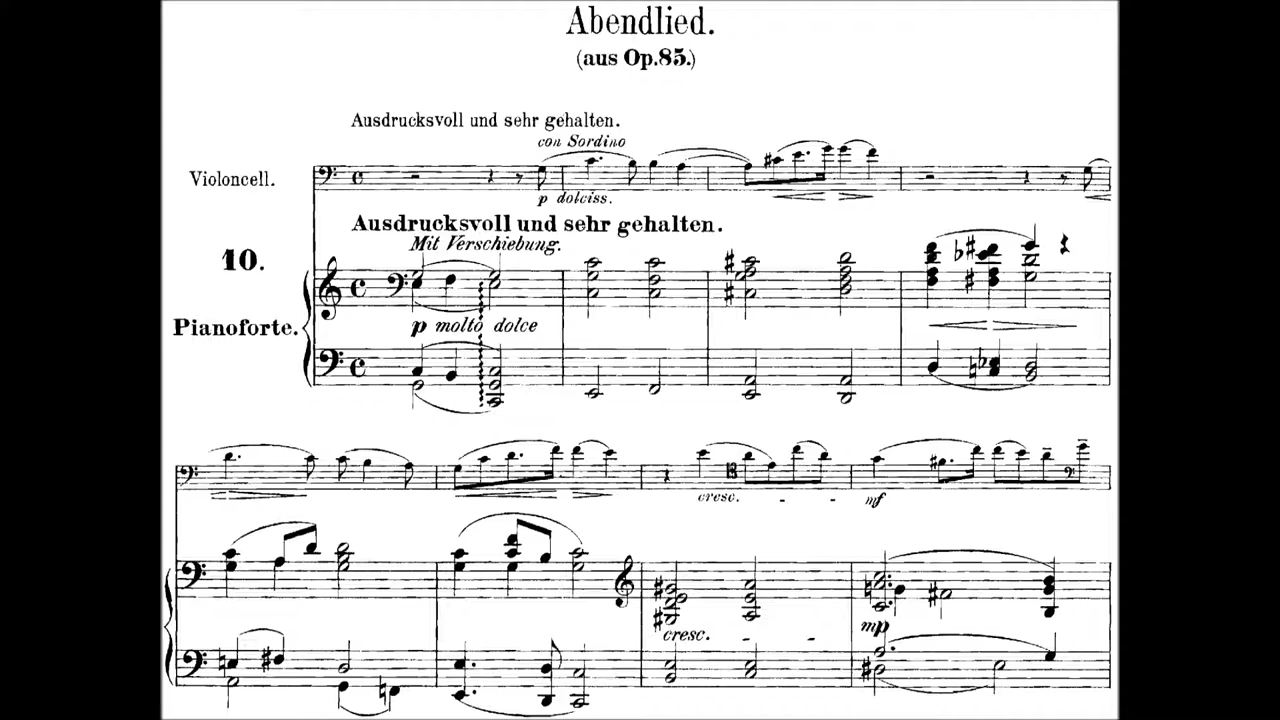 Abendlied.
(aus Op.85.)
Ausdrucksvoll und sehr gehalten.
con Sordino
Violoncell.
p dolciss.
Ausdrucksvoll und sehr gehalten.
Mit Verschiebung.
10.
Pianoforte.
p molto dolce
cresc.
mf
cresc.
mp